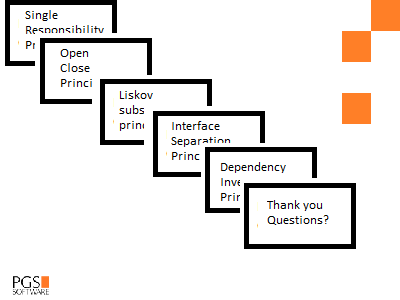 Single
Responsibility
Pr
Open
Close
Princi
Liskov
subs
princ
Interface
Separation
Princ
Dependency
Inve
Prin
Thank you
Questions?
PGS
SOFTWARE